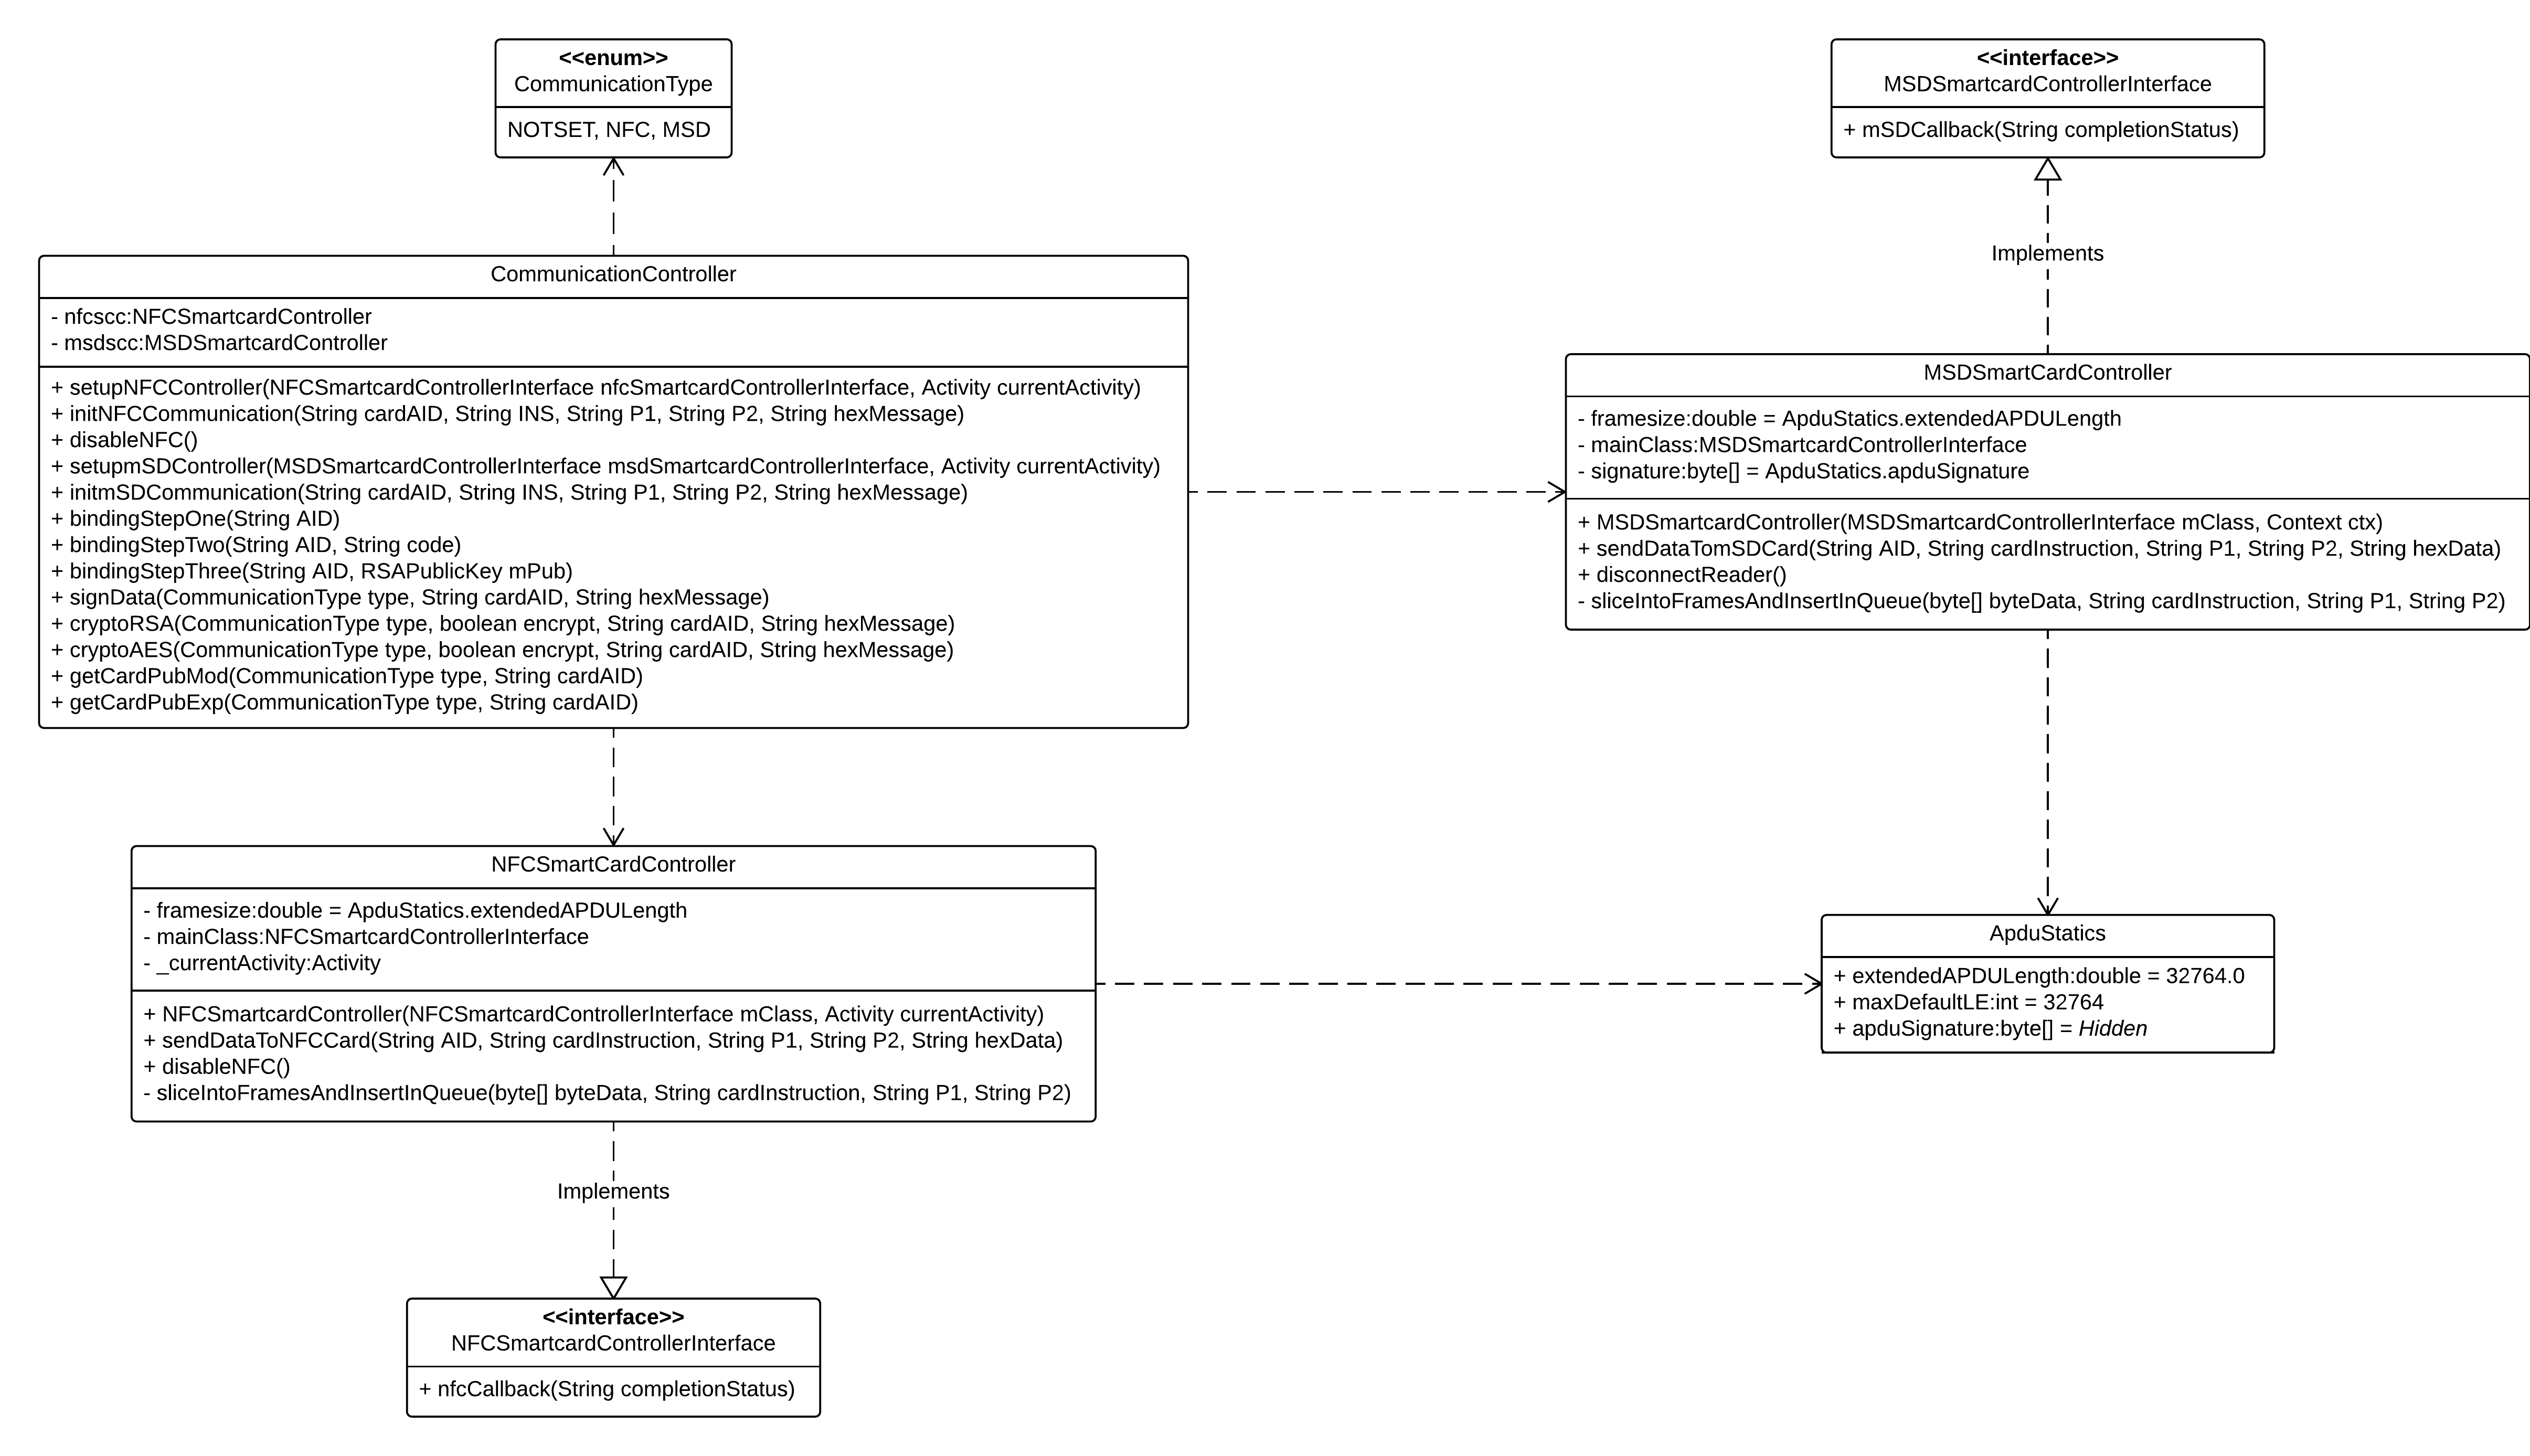 <<enum>>
CommunicationType
NOTSET, NFC, MSD
<<interface>>
MSDSmartcardControllerInterface
+ mSDCallback(String completionStatus)
Implements
CommunicationController
- nfcscc:NFCSmartcardController
- msdscc:MSDSmartcardController
+ setupNFCController(NFCSmartcardControllerInterface nfcSmartcardControllerInterface, Activity currentActivity)
+ initNFCCommunication(String cardAID, String INS, String P1, String P2, String hexMessage)
+ disableNFC()
+ setupmSDController(MSDSmartcardControllerInterface msdSmartcardControllerInterface, Activity currentActivity)
+ initmSDCommunication(String cardAID, String INS, String P1, String P2, String hexMessage)
+ bindingStepOne(String AID)
+ bindingStepTwo(String AID, String code)
+ bindingStepThree(String AID, RSAPublicKey mPub)
+ signData(CommunicationType type, String cardAID, String hexMessage)
+ cryptoRSA(CommunicationType type, boolean encrypt, String cardAID, String hexMessage)
+ cryptoAES(CommunicationType type, boolean encrypt, String cardAID, String hexMessage)
+ getCardPubMod(CommunicationType type, String cardAID)
+ getCardPubExp(CommunicationType type, String cardAID)
MSDSmartCardController
- framesize:double = ApduStatics.extendedAPDULength
- mainClass:MSDSmartcardControllerInterface
- signature:byte[] = ApduStatics.apduSignature
+ MSDSmartcardController(MSDSmartcardControllerInterface mClass, Context ctx)
+ sendDataTomSDCard(String AID, String cardInstruction, String P1, String P2, String hexData)
+ disconnectReader()
- sliceIntoFramesAndInsertInQueue(byte[] byteData, String cardInstruction, String P1, String P2)
NFCSmartCardController
- framesize:double = ApduStatics.extendedAPDULength
- mainClass:NFCSmartcardControllerInterface
- _currentActivity:Activity
+ NFCSmartcardController(NFCSmartcardControllerInterface mClass, Activity currentActivity)
+ sendDataToNFCCard(String AID, String cardInstruction, String P1, String P2, String hexData)
+ disableNFC()
- sliceIntoFramesAndInsertInQueue(byte[] byteData, String cardInstruction, String P1, String P2)
ApduStatics
+ extendedAPDULength:double = 32764.0
+ maxDefaultLE:int = 32764
+ apduSignature:byte[] = Hidden
Implements
<<interface>>
NFCSmartcardControllerInterface
+ nfcCallback(String completionStatus)